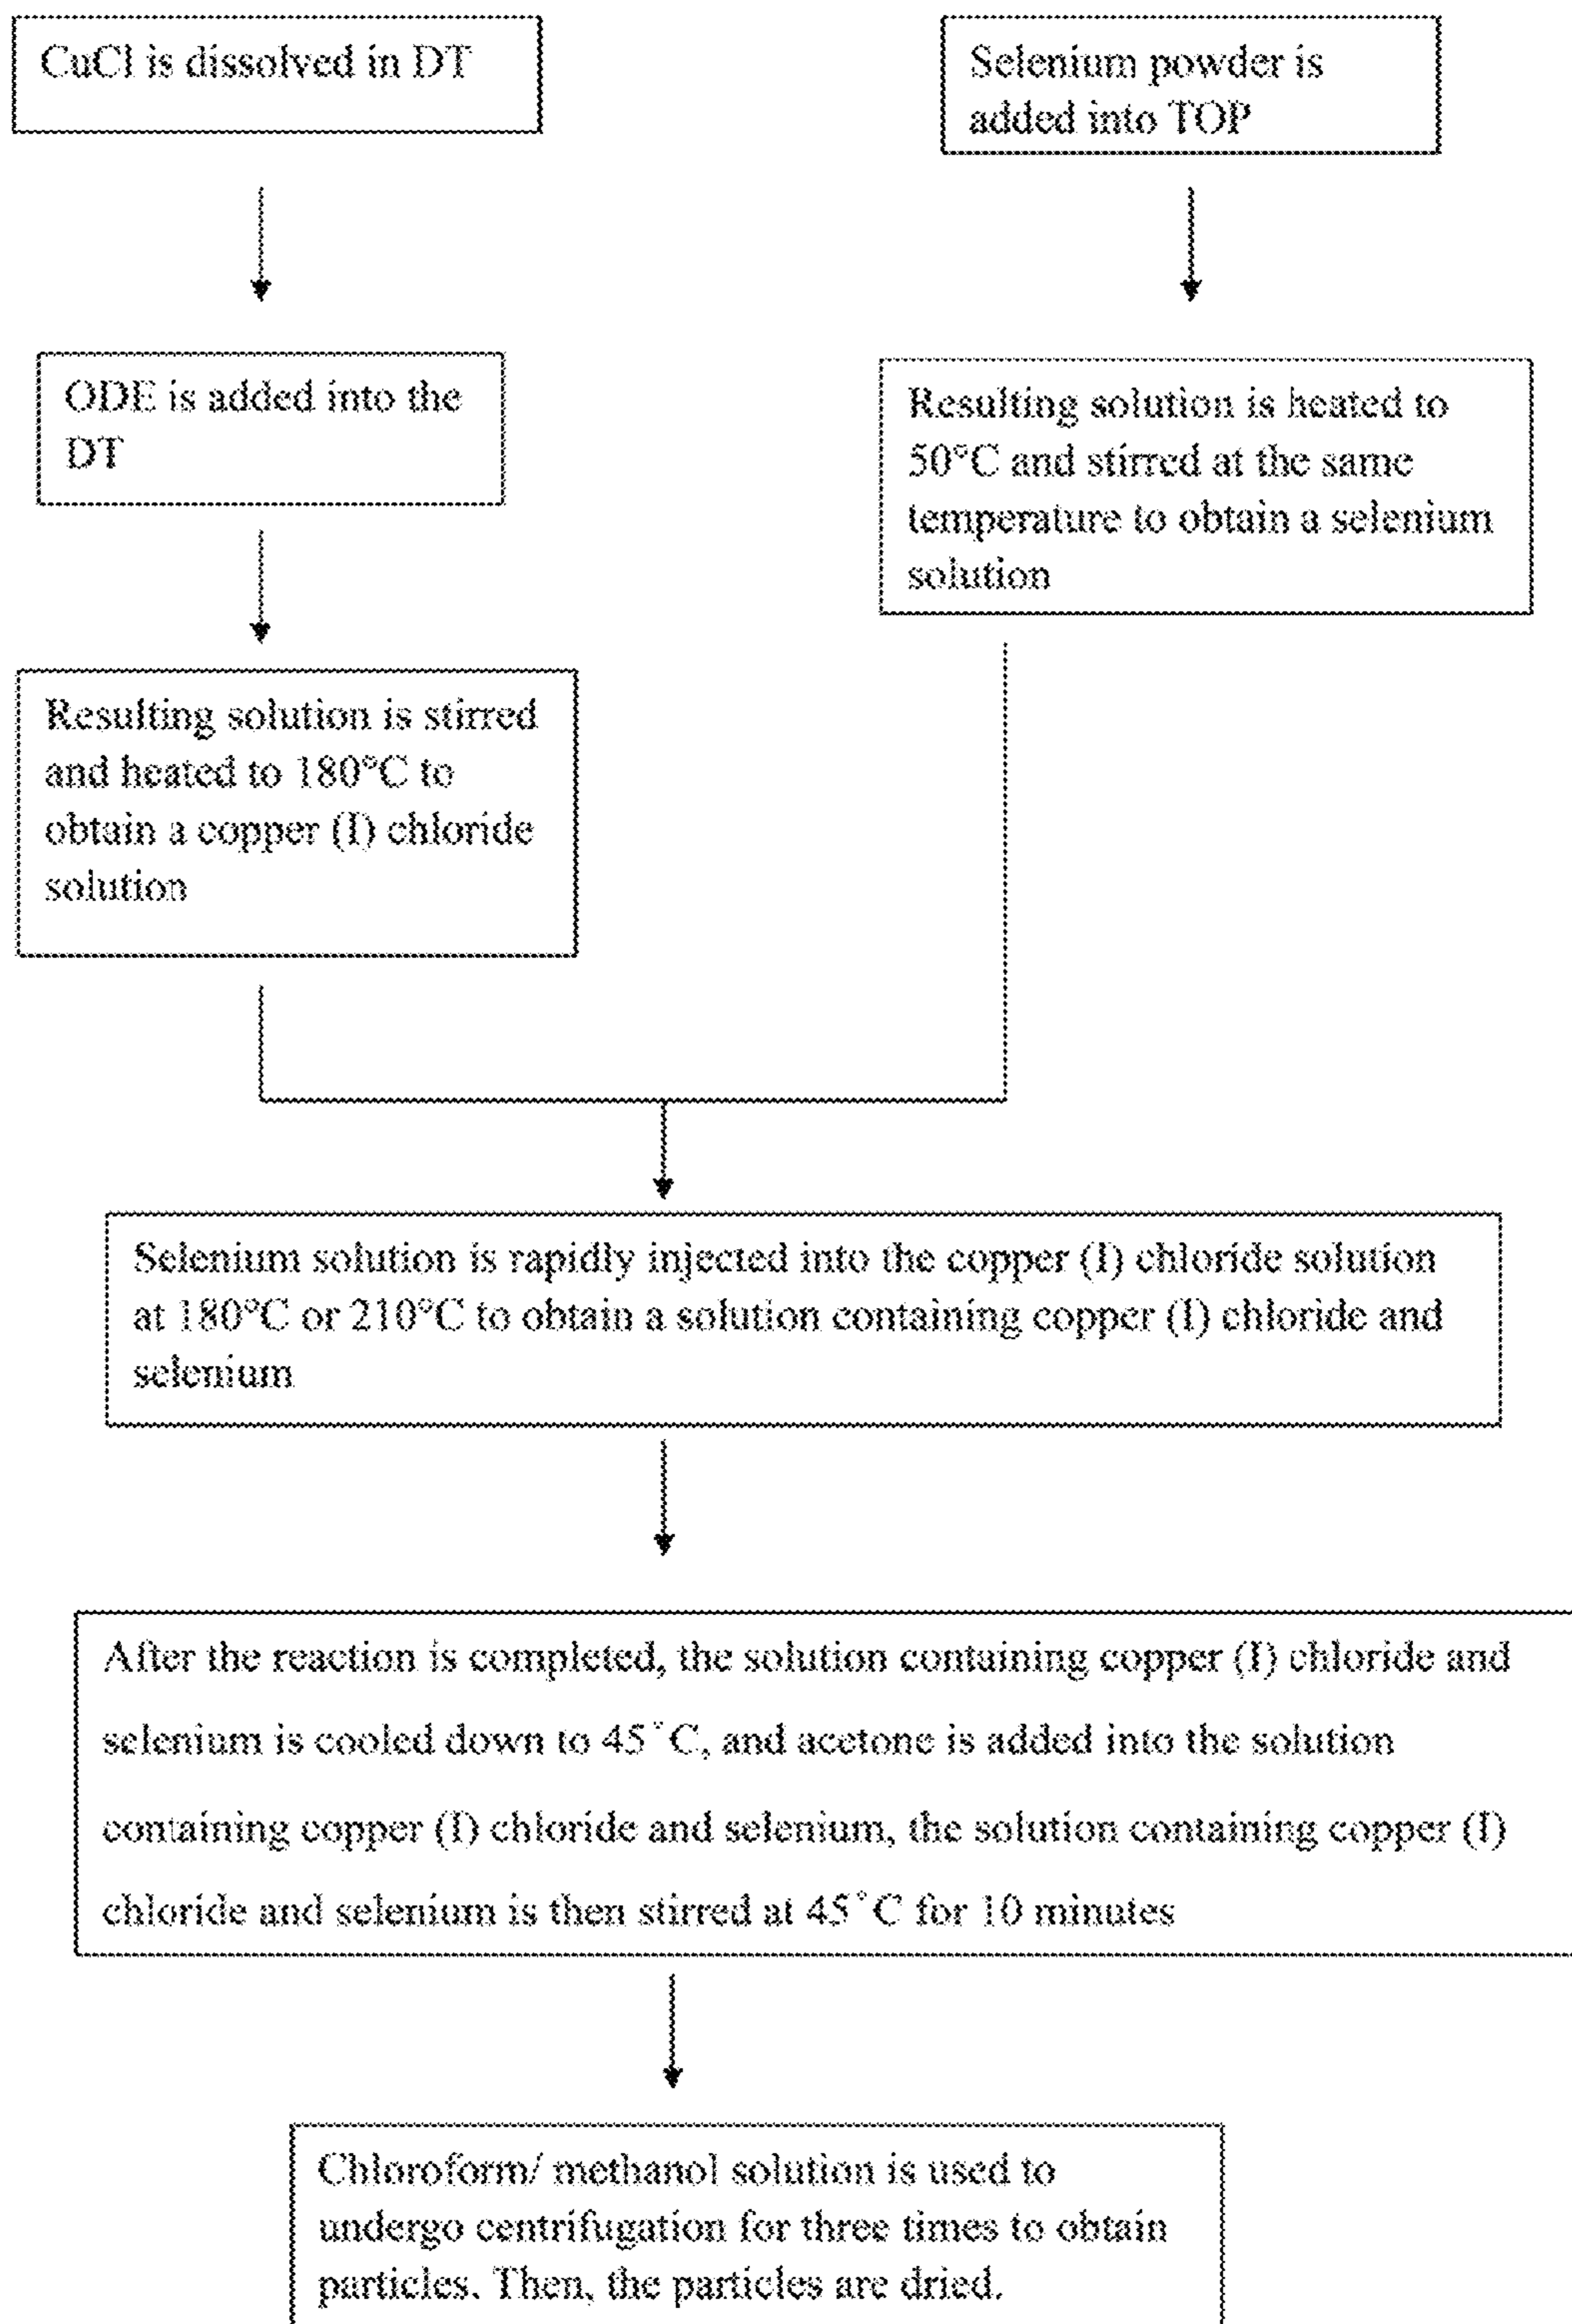 CuCl is dissolved in DT
Selenium powder is
added into TOP
ODE is added into the
DT
Resulting solution is heated to
50°C and stirred at the same
temperature to obtain a selenium
solution
Resulting solution is stirred
and heated to 180°C to
obtain a copper (I) chloride
solution
Selenium solution is rapidly injected into the copper (I) chloride solution
at 180°C or 210°C to obtain a solution containing copper (I) chloride and
selenium
After the reaction is completed, the solution containing copper (I) chloride and
selenium is cooled down to 45˚C, and acetone is added into the solution
containing copper (I) chloride and selenium, the solution containing copper (I)
chloride and selenium is then stirred at 45˚C for 10 minutes
Chloroform/ methanol solution is used to
undergo centrifugation for three times to obtain
particles. Then, the particles are dried.